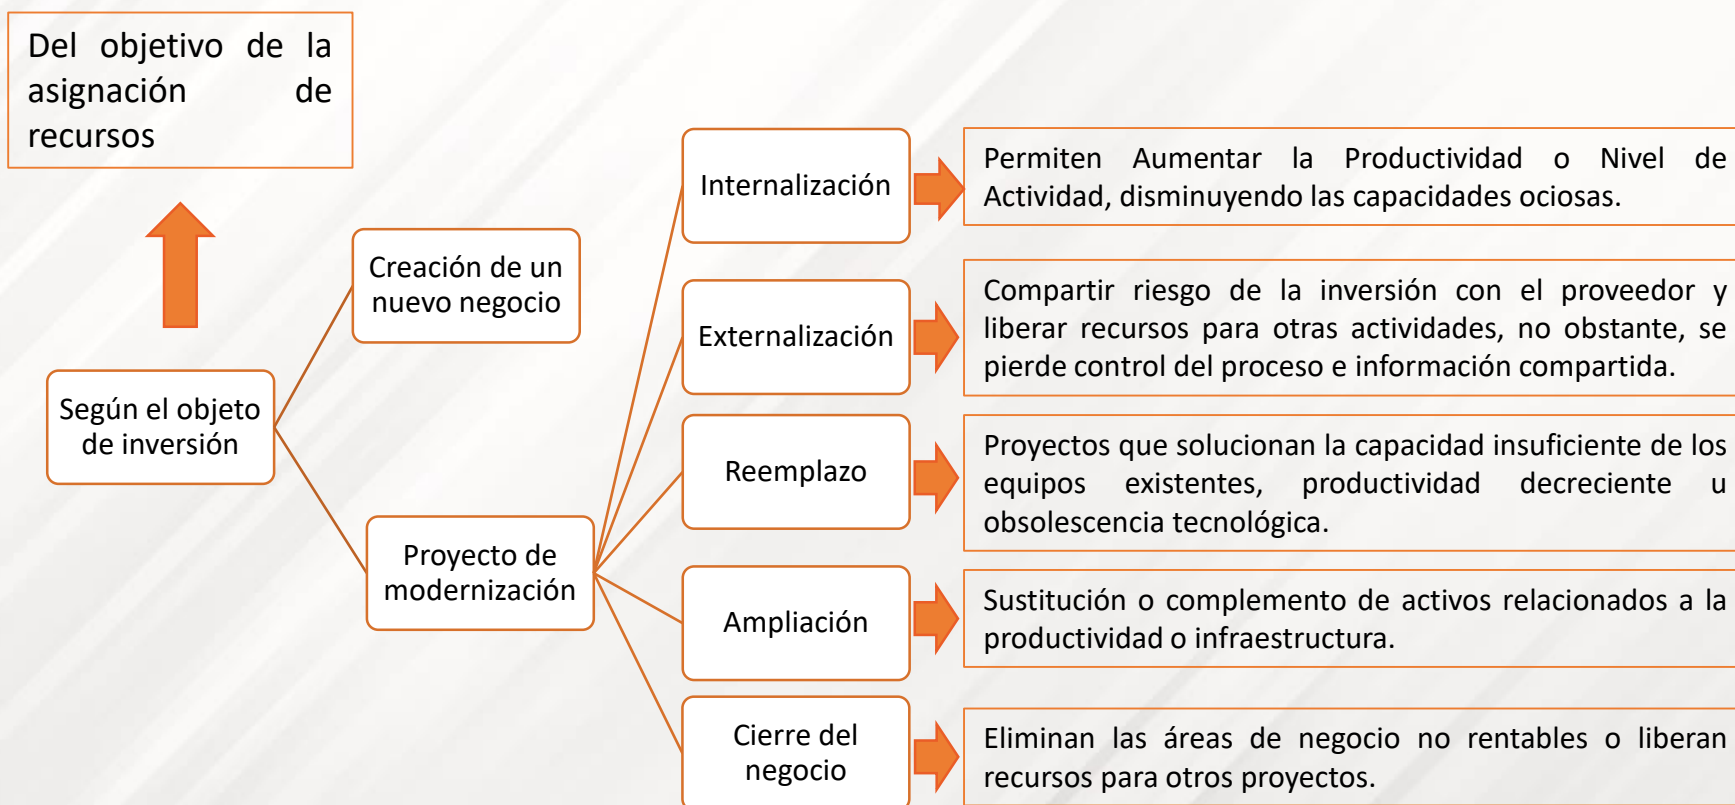 Del objetivo de la
asignación de
recursos
Según el objeto
de inversión
Creación de un
nuevo negocio
Proyecto de
modernización
Internalización
Permiten Aumentar la Productividad o Nivel de
Actividad, disminuyendo las capacidades ociosas.
Externalización
Compartir riesgo de la inversión con el proveedor y
liberar recursos para otras actividades, no obstante, se
pierde control del proceso e información compartida.
Reemplazo
Proyectos que solucionan la capacidad insuficiente de los
equipos existentes, productividad decreciente u
obsolescencia tecnológica.
Ampliación
Sustitución o complemento de activos relacionados a la
productividad o infraestructura.
Cierre del
negocio
Eliminan las áreas de negocio no rentables o liberan
recursos para otros proyectos.